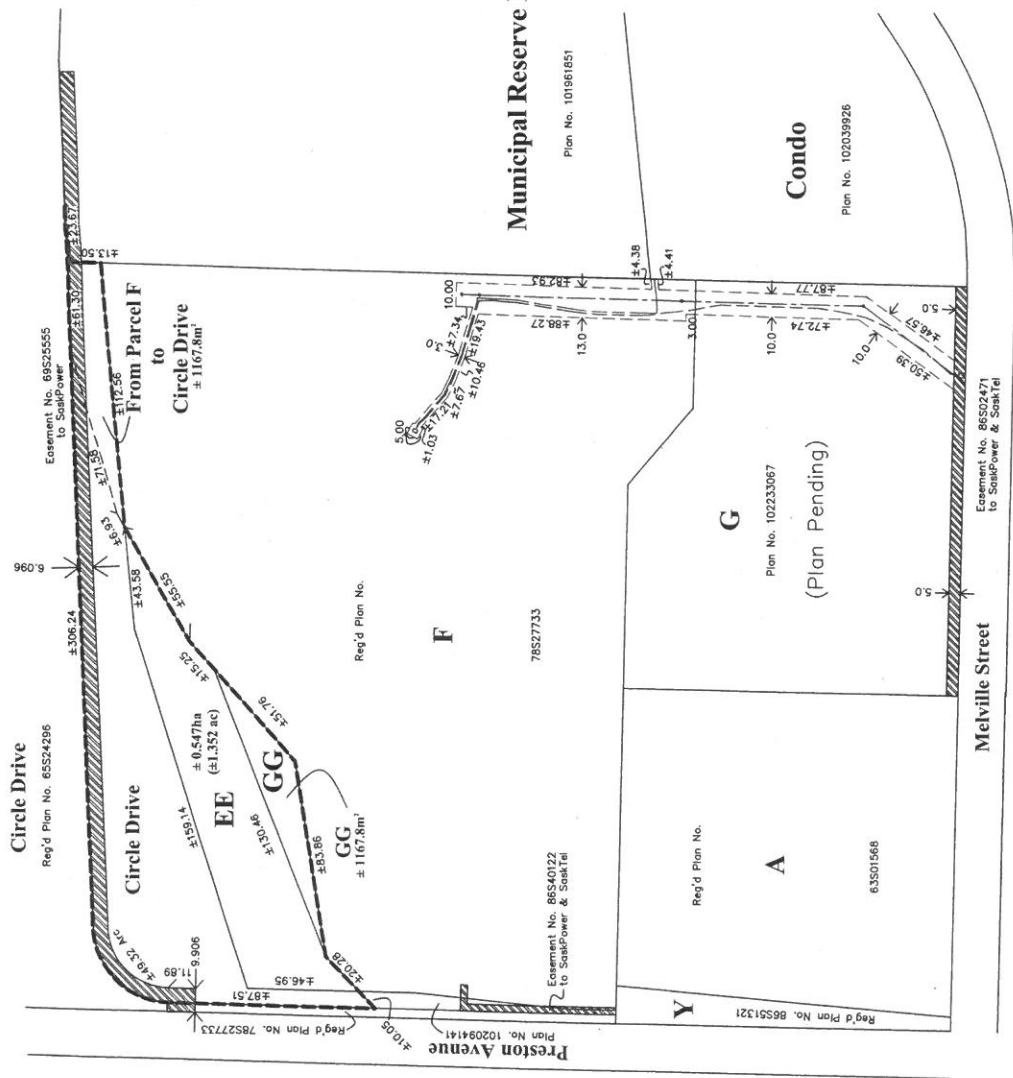 Circle Drive
Reg'd Plan No. 65S24296
Easement No. 69S25555
to SaskPower
±306.24
6.096
±61.30
±23.67
±13.50
±112.56
±71.58
±6.93
±43.58
From Parcel F
to
Circle Drive
± 1167.8m²
Circle Drive
±49.32 Arc
11.89
9.906
±159.14
EE
± 0.547ha
(±1.352 ac)
GG
±15.25
±55.55
±51.76
±130.46
±83.86
GG
± 1167.8m²
±46.95
±87.51
±20.28
±10.05
Reg'd Plan No. 78S27733
Plan No. 102094141
Preston Avenue
Easement No. 86S40122
to SaskPower & SaskTel
Reg'd Plan No.
F
78S27733
Municipal Reserve
Plan No. 101961851
10.00
±7.34
3.0
±19.43
±10.46
±7.67
±17.21
±1.03
5.00
±82.93
±88.27
13.0
±4.38
±4.41
3.00
±87.77
±72.74
10.0
10.0
±46.57
±50.39
5.0
Condo
Plan No. 102039926
G
Plan No. 102233067
(Plan Pending)
5.0
Easement No. 86S02471
to SaskPower & SaskTel
Reg'd Plan No.
A
63S01568
Y
Reg'd Plan No. 86S51321
Melville Street